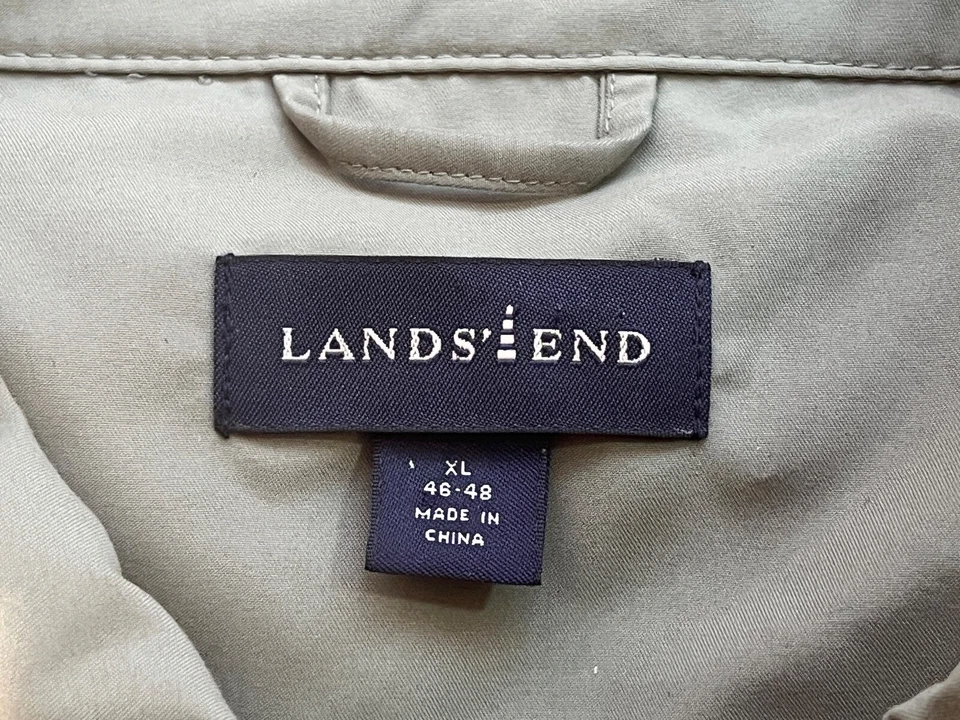 LANDS' END
XL
46-48
MADE IN
CHINA